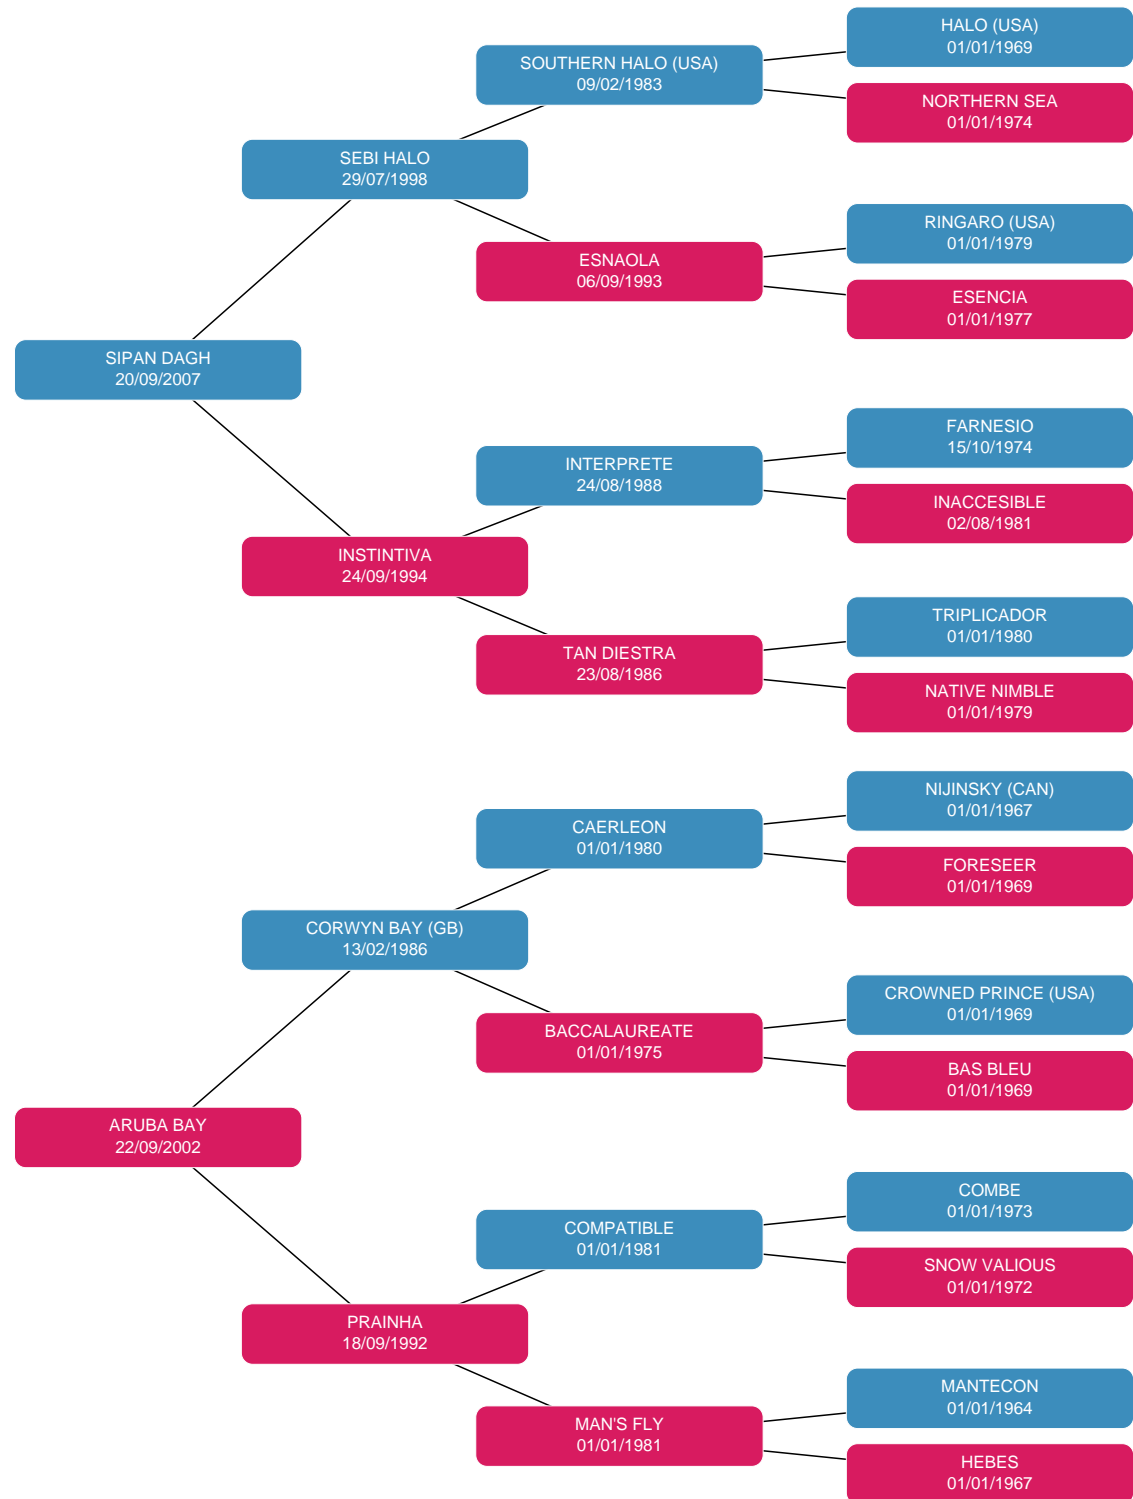 HALO (USA)
01/01/1969
SOUTHERN HALO (USA)
09/02/1983
NORTHERN SEA
01/01/1974
SEBI HALO
29/07/1998
RINGARO (USA)
01/01/1979
ESNAOLA
06/09/1993
ESENCIA
01/01/1977
SIPAN DAGH
20/09/2007
FARNESIO
15/10/1974
INTERPRETE
24/08/1988
INACCESIBLE
02/08/1981
INSTINTIVA
24/09/1994
TRIPLICADOR
01/01/1980
TAN DIESTRA
23/08/1986
NATIVE NIMBLE
01/01/1979
NIJINSKY (CAN)
01/01/1967
CAERLEON
01/01/1980
FORESEER
01/01/1969
CORWYN BAY (GB)
13/02/1986
CROWNED PRINCE (USA)
01/01/1969
BACCALAUREATE
01/01/1975
BAS BLEU
01/01/1969
ARUBA BAY
22/09/2002
COMBE
01/01/1973
COMPATIBLE
01/01/1981
SNOW VALIOUS
01/01/1972
PRAINHA
18/09/1992
MANTECON
01/01/1964
MAN'S FLY
01/01/1981
HEBES
01/01/1967